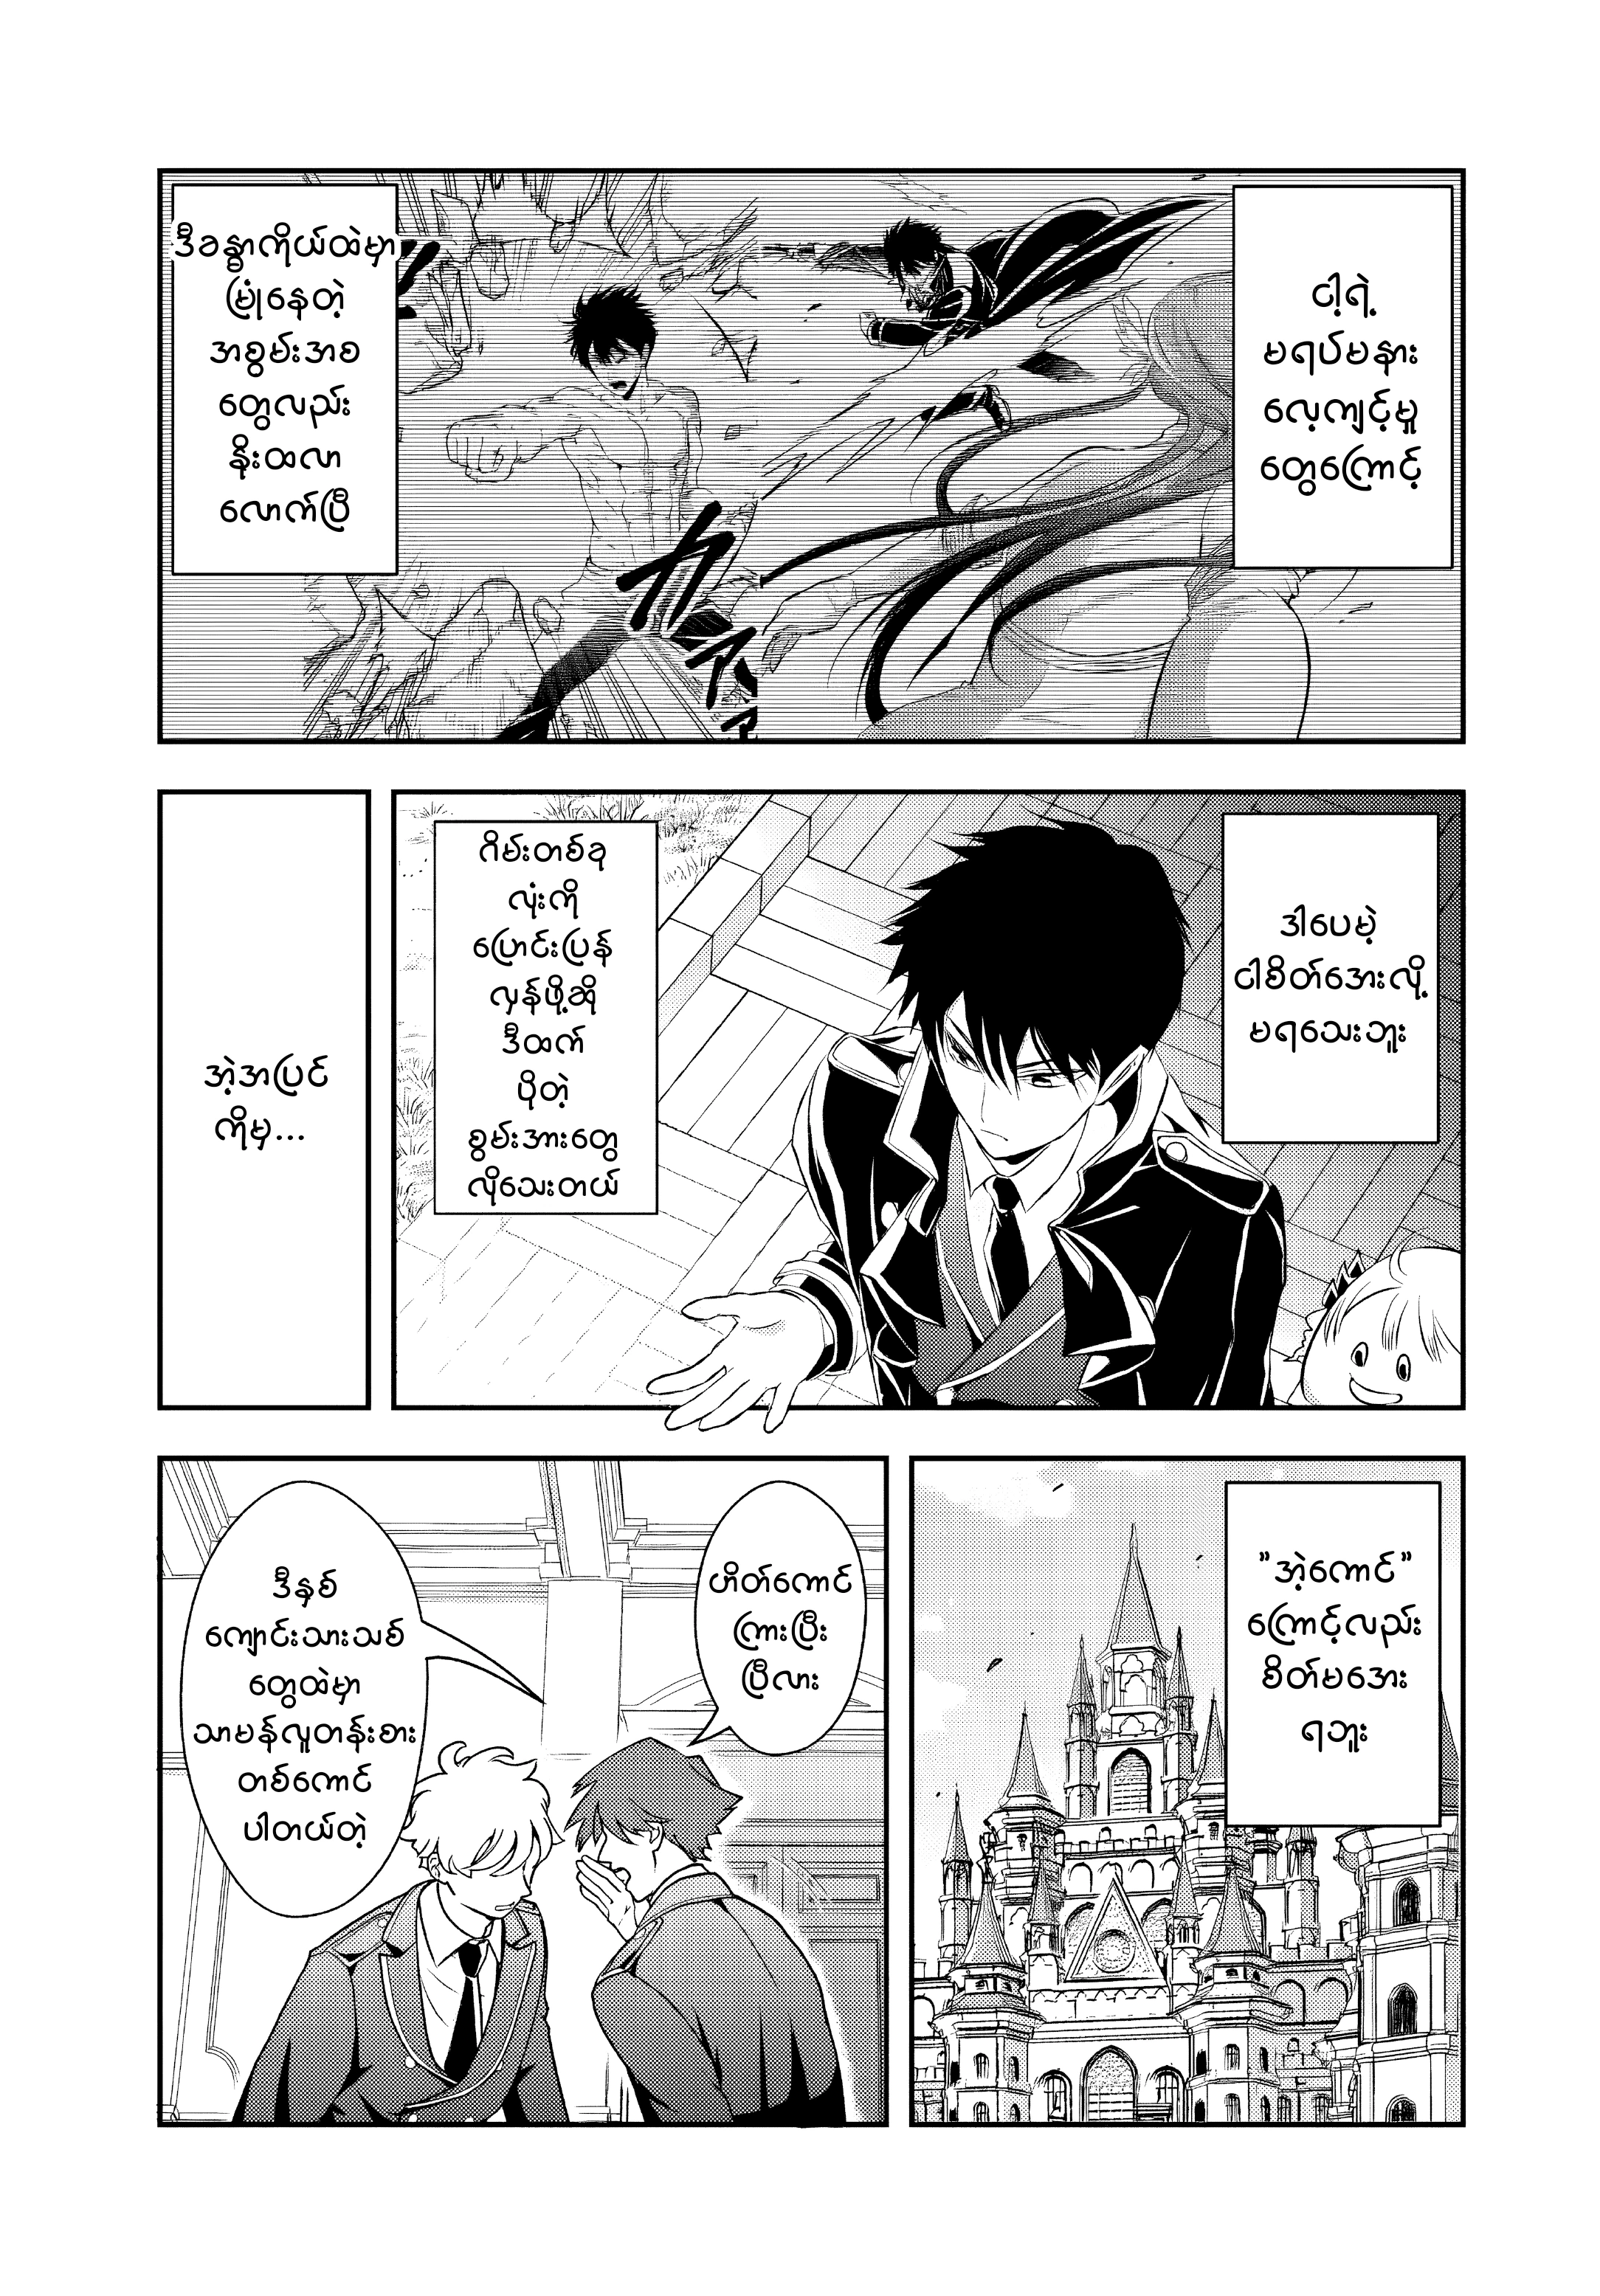 ငါ့ရဲ့
မရပ်မနား
လေ့ကျင့်မှု
တွေကြောင့်
ဒီခန္ဓာကိုယ်ထဲမှာ
မြုံနေတဲ့
အစွမ်းအစ
တွေလည်း
နိုးထလာ
လောက်ပြီ
ဒါပေမဲ့
ငါစိတ်အေးလို့
မရသေးဘူး
ဂိမ်းတစ်ခု
လုံးကို
ပြောင်းပြန်
လှန်ဖို့ဆို
ဒီထက်
ပိုတဲ့
စွမ်းအားတွေ
လိုသေးတယ်
အဲ့အပြင်
ကိုမှ...
"အဲ့ကောင်"
ကြောင့်လည်း
စိတ်မအေး
ရဘူး
ဟိတ်ကောင်
ကြားပြီး
ပြီလား
ဒီနှစ်
ကျောင်းသားသစ်
တွေထဲမှာ
သာမန်လူတန်းစား
တစ်ကောင်
ပါတယ်တဲ့